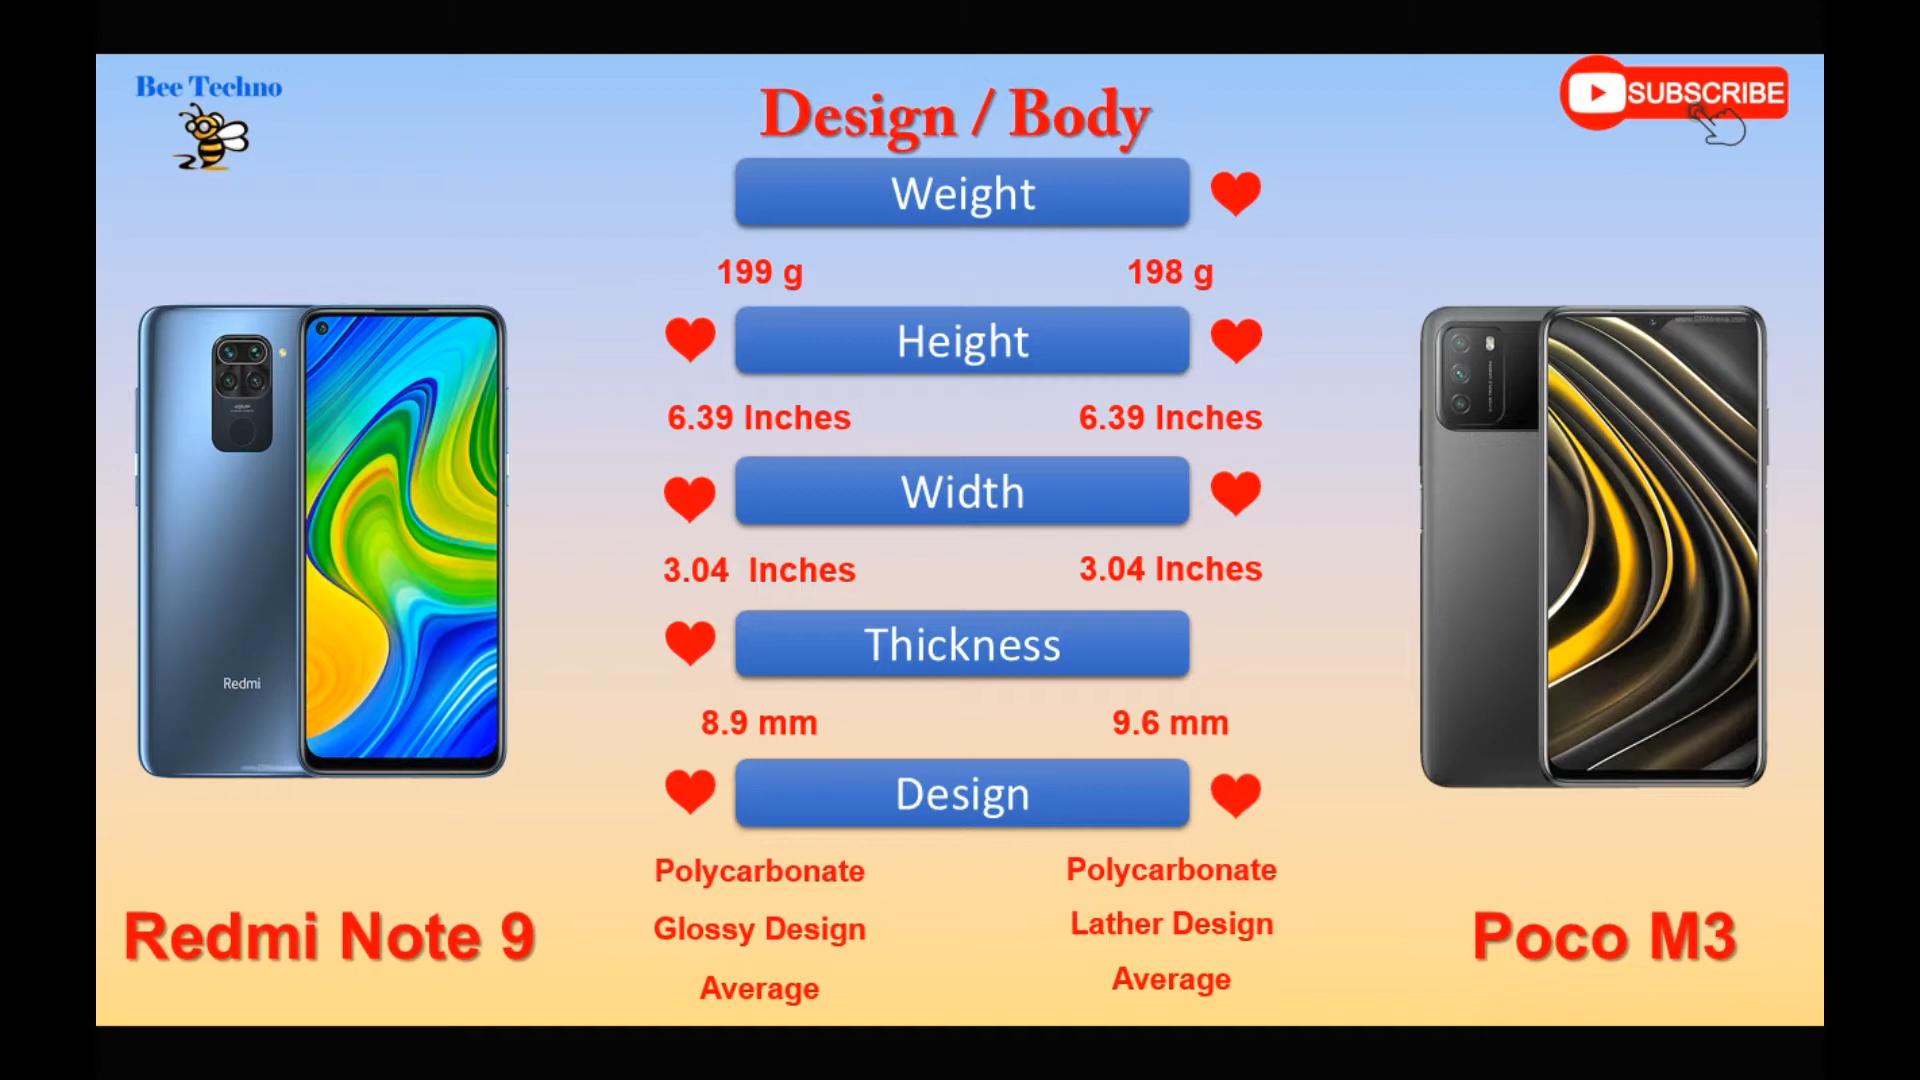 Bee Techno
Design / Body
SUBSCRIBE
Weight
199 g
198 g
Height
6.39 Inches
6.39 Inches
Width
3.04 Inches
3.04 Inches
Thickness
8.9 mm
9.6 mm
Design
Polycarbonate
Polycarbonate
Glossy Design
Lather Design
Average
Average
Redmi
Redmi Note 9
Poco M3